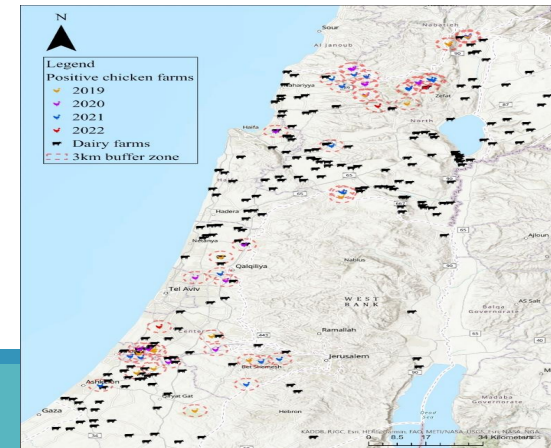 N
Legend
Positive chicken farms
2019
2020
2021
2022
Dairy farms
3km buffer zone
Sour
Al Janoub
Nabatieh
Zefat
North
Haifa
Hadera
Netanya
Qalqiliya
Nablus
Ajloun
Tel Aviv
WEST
BANK
AS Salt
Balqa
Governorate
Ramallah
Jerusalem
Bet Shemesh
Ashkelon
Qiryat Gat
Gaza
Hebron
Dead
Sea
Madaba
Governorate
0 8.5 17 34 Kilometers